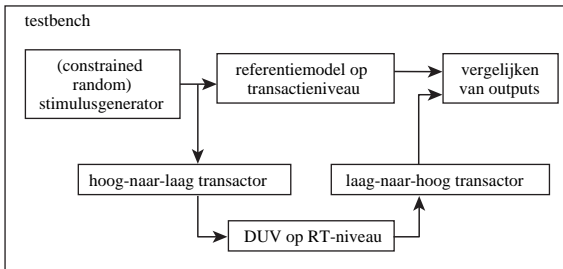 testbench
(constrained
random)
stimulusgenerator
referentiemodel op
transactieniveau
vergelijken
van outputs
hoog-naar-laag transactor
laag-naar-hoog transactor
DUV op RT-niveau